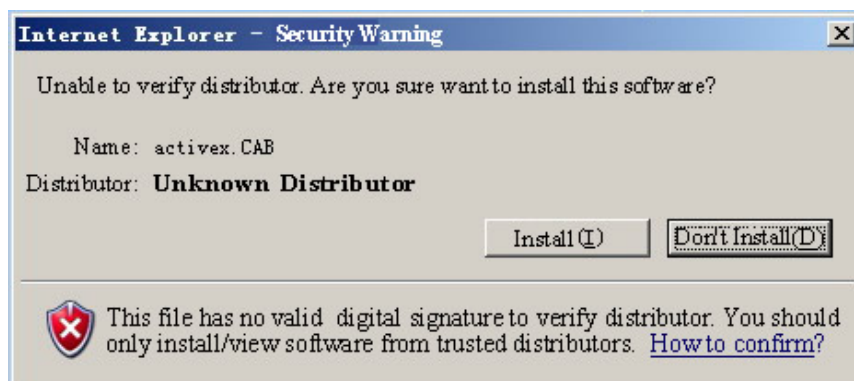 Internet Explorer - Security Warning
Unable to verify distributor. Are you sure want to install this software?
Name: activex.CAB
Distributor: Unknown Distributor
Install(I) Don't Install(D)
This file has no valid digital signature to verify distributor. You should
only install/view software from trusted distributors. How to confirm?